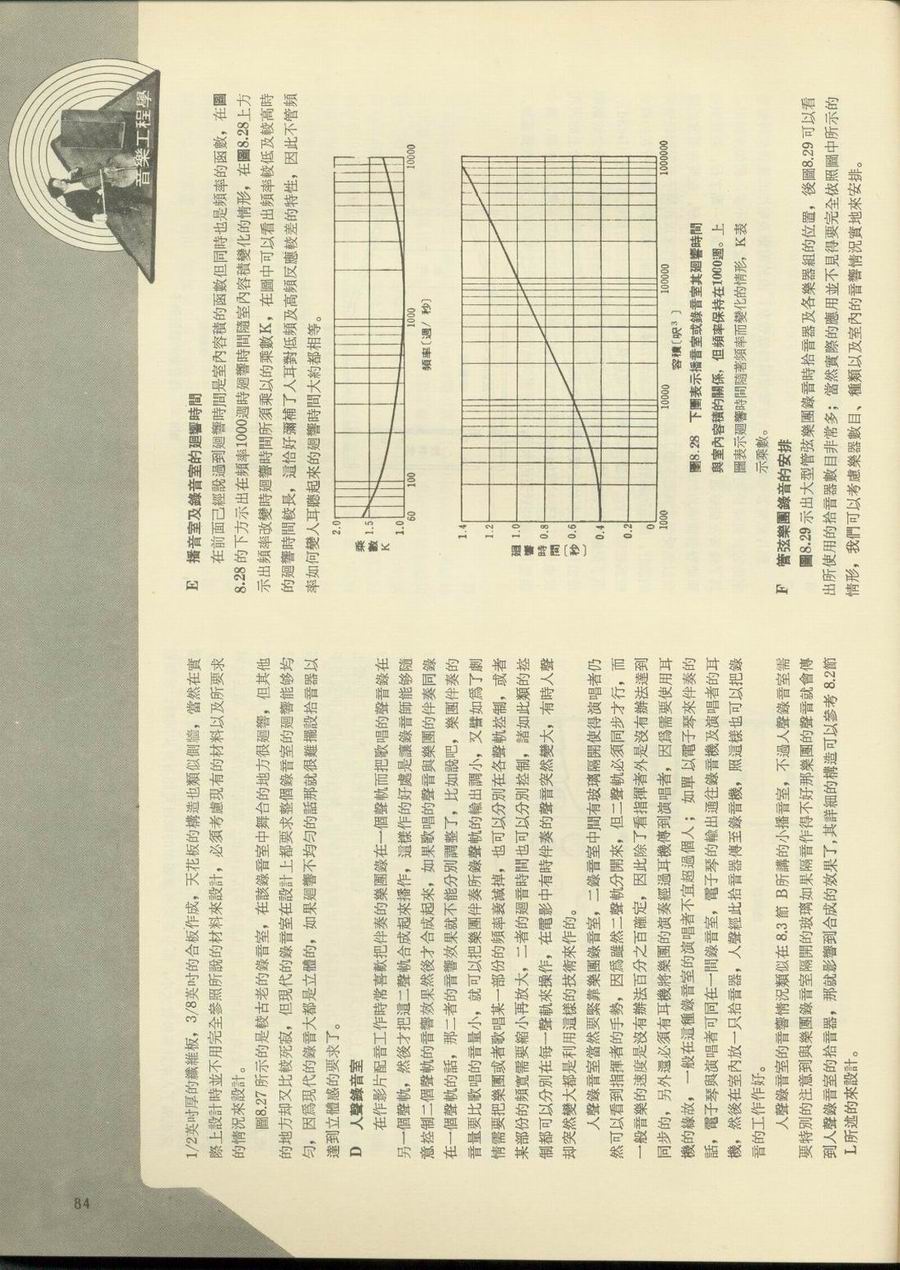 84
音樂工程學
1/2英吋厚的纖維板，3/8英吋的合板作成，天花板的構造也類似側牆，當然在實
際上設計時並不用完全參照所說的材料來設計，必須考慮現有的材料以及所要求
的情況來設計。
圖8.27所示的是較古老的錄音室，在該錄音室中舞台的地方很廻響，但其他
的地方却又比較死寂，但現代的錄音室在設計上都要求整個錄音室的廻響能够均
匀，因爲現代的錄音大都是立體的，如果廻響不均匀的話那就很難擺設拾音器以
達到立體感的要求了。
D 人聲錄音室
在作影片配音工作時常喜歡把伴奏的樂團錄在一個聲軌而把歌唱的聲音錄在
另一個聲軌，然後才把這二聲軌合成起來播作，這樣作的好處是讓錄音師能够隨
意控制二個聲軌的音響效果然後才合成起來，如果歌唱的聲音與樂團的伴奏同錄
在一個聲軌的話，那二者的音響效果就不能分別調整了，比如說吧，樂團伴奏的
音量要比歌唱的音量小，就可以把樂團伴奏所錄聲軌的輸出調小，又譬如爲了劇
情需要把樂團或者歌唱某一部份的頻率衰減掉，也可以分別在各聲軌控制，或者
某部份的頻寬需要縮小再放大，二者的廻音時間也可以分別控制，諸如此類的控
制都可以分別在每一聲軌來操作，在電影中有時伴奏的聲音突然變大，有時人聲
却突然變大都是利用這樣的技術來作的。
人聲錄音室當然要緊靠樂團錄音室，二錄音室中間有玻璃隔開使得演唱者仍
然可以看到指揮者的手勢，因爲雖然二聲軌分開來，但二聲軌必須同步才行，而
一般音樂的速度是沒有辦法百分之百確定，因此除了看指揮者外是沒有辦法達到
同步的，另外還必須有耳機將樂團的演奏經過耳機傳到演唱者，因爲需要使用耳
機的緣故，一般在這種錄音室的演唱者不宜超過個人；如單以電子琴來伴奏的
話，電子琴與演唱者可同在一間錄音室，電子琴的輸出通往錄音機及演唱者的耳
機，然後在室內放一只拾音器，人聲經此拾音器傳至錄音機，照這樣也可以把錄
音的工作作好。
人聲錄音室的音響情況類似在8.3節 B所講的小播音室，不過人聲錄音室需
要特別的注意到與樂團錄音室隔開的玻璃如果隔音作得不好那樂團的聲音就會傳
到人聲錄音室的拾音器，那就影響到合成的效果了，其詳細的構造可以參考 8.2節
L所述的來設計。
E 播音室及錄音室的廻響時間
在前面已經說過到廻響時間是室內容積的函數但同時也是頻率的函數，在圖
8.28 的下方示出在頻率1000週時廻響時間隨室內容積變化的情形，在圖8.28上方
示出頻率改變時廻響時間所須乘以的乘數K，在圖中可以看出頻率較低及較高時
的廻響時間較長，這恰好彌補了人耳對低頻及高頻反應較差的特性，因此不管頻
率如何變人耳聽起來的廻響時間大約都相等。
2.0
1.5
1.0
乘數 K
60 100 1000 10000
頻率〔週/秒〕
1.4
1.2
1.0
0.8
0.6
0.4
0.2
0
廻響時間〔秒〕
1000 10000 100000 1000000
容積〔呎³〕
圖8.28 下圖表示播音室或錄音室其廻響時間
與室內容積的關係，但頻率保持在1000週。上
圖表示廻響時間隨著頻率而變化的情形，K表
示乘數。
F 管弦樂團錄音的安排
圖8.29 示出大型管弦樂團錄音時拾音器及各樂器組的位置，後圖8.29 可以看
出所使用的拾音器數目非常多；當然實際的應用並不見得要完全依照圖中所示的
情形，我們可以考慮樂器數目、種類以及室內的音響情況實地來安排。